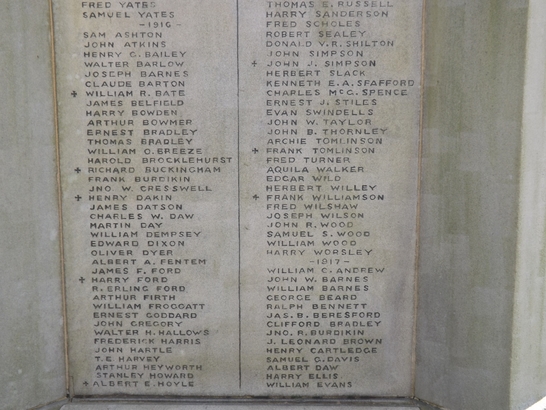 FRED YATES
SAMUEL YATES
-1916-
SAM ASHTON
JOHN ATKINS
HENRY C. BAILEY
WALTER BARLOW
JOSEPH BARNES
CLAUDE BARTON
+ WILLIAM R. BATE
JAMES BELFIELD
HARRY BOWDEN
ARTHUR BOWMER
ERNEST BRADLEY
THOMAS BRADLEY
WILLIAM O. BREEZE
HAROLD BROCKLEHURST
+ RICHARD BUCKINGHAM
FRANK BURDIKIN
JNO. W. CRESSWELL
+ HENRY DAKIN
JAMES DATSON
CHARLES W. DAW
MARTIN DAY
WILLIAM DEMPSEY
EDWARD DIXON
OLIVER DYER
ALBERT A. FENTEM
JAMES F. FORD
+ HARRY FORD
R. ERLING FORD
ARTHUR FIRTH
WILLIAM FROGGATT
ERNEST GODDARD
JOHN GREGORY
WALTER H. HALLOWS
FREDERICK HARRIS
JOHN HARTLE
T. E. HARVEY
ARTHUR HEYWORTH
STANLEY HOWARD
+ ALBERT E. HOYLE
THOMAS E. RUSSELL
HARRY SANDERSON
FRED SCHOLES
ROBERT SEALEY
DONALD V. R. SHILTON
JOHN SIMPSON
+ JOHN J. SIMPSON
HERBERT SLACK
KENNETH E. A. SPAFFORD
CHARLES MCG. SPENCE
ERNEST J. STILES
EVAN SWINDELLS
JOHN W. TAYLOR
JOHN B. THORNLEY
ARCHIE TOMLINSON
+ FRANK TOMLINSON
FRED TURNER
AQUILA WALKER
EDGAR WILD
HERBERT WILLEY
+ FRANK WILLIAMSON
FRED WILSHAW
JOSEPH WILSON
JOHN R. WOOD
SAMUEL S. WOOD
WILLIAM WOOD
HARRY WORSLEY
-1917-
WILLIAM C. ANDREW
JOHN W. BARNES
WILLIAM BARNES
GEORGE BEARD
RALPH BENNETT
JAS. B. BERESFORD
CLIFFORD BRADLEY
JNO. R. BURDIKIN
J. LEONARD BROWN
HENRY CARTLEDGE
SAMUEL G. DAVIS
ALBERT DAW
HARRY ELLIS
WILLIAM EVANS